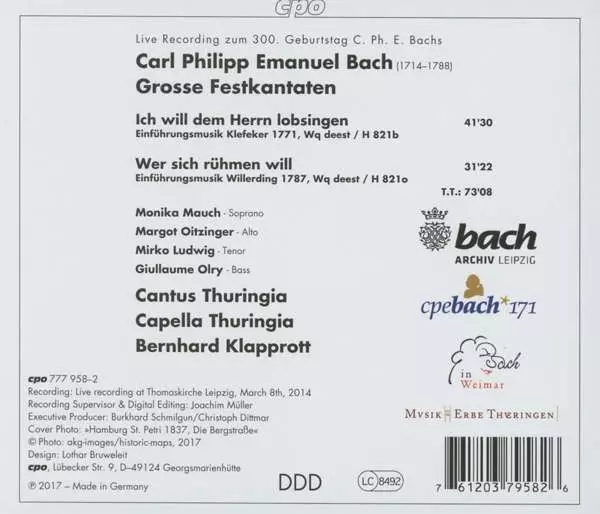 cpo
Live Recording zum 300. Geburtstag C. Ph. E. Bachs
Carl Philipp Emanuel Bach (1714–1788)
Grosse Festkantaten
Ich will dem Herrn lobsingen 41'30
Einführungsmusik Klefeker 1771, Wq deest / H 821b
Wer sich rühmen will 31'22
Einführungsmusik Willerding 1787, Wq deest / H 821o
T.T.: 73'08
Monika Mauch - Soprano
Margot Oitzinger - Alto
Mirko Ludwig - Tenor
Giullaume Olry - Bass
Cantus Thuringia
Capella Thuringia
Bernhard Klapprott
bach
ARCHIV LEIPZIG
cpebach*171
Bach
in
Weimar
MVSIK ERBE THVERINGEN
cpo 777 958–2
Recording: Live recording at Thomaskirche Leipzig, March 8th, 2014
Recording Supervisor & Digital Editing: Joachim Müller
Executive Producer: Burkhard Schmilgun/Christoph Dittmar
Cover Photo: »Hamburg St. Petri 1837, Die Bergstraße«
© Photo: akg-images/historic-maps, 2017
Design: Lothar Bruweleit
cpo, Lübecker Str. 9, D–49124 Georgsmarienhütte
℗ 2017 – Made in Germany
DDD
LC 8492
7 61203 79582 6